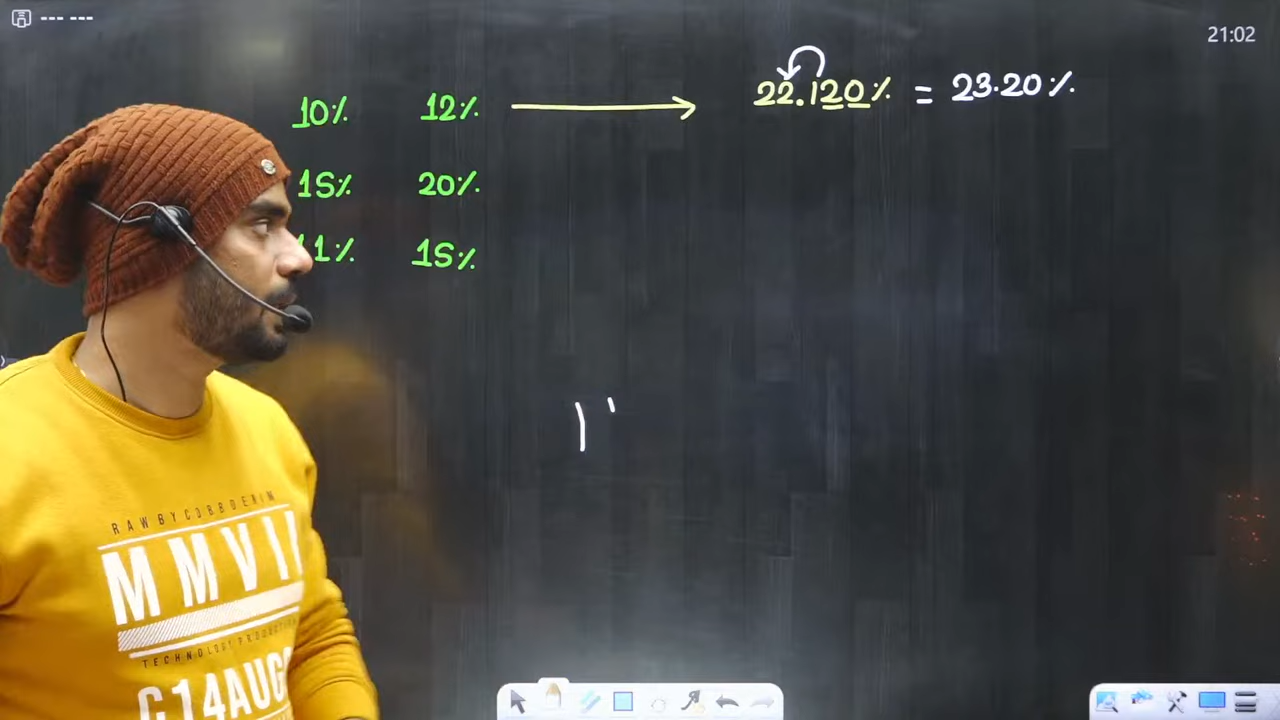 21:02
10% 12% 22.120% = 23.20%
15% 20%
11% 15%
RAW BY COBB DENIM
MMVII
TECHNOLOGY
C14AUG